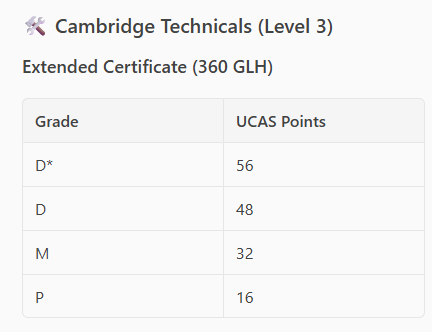 🛠️ Cambridge Technicals (Level 3)
Extended Certificate (360 GLH)
Grade UCAS Points
D* 56
D 48
M 32
P 16